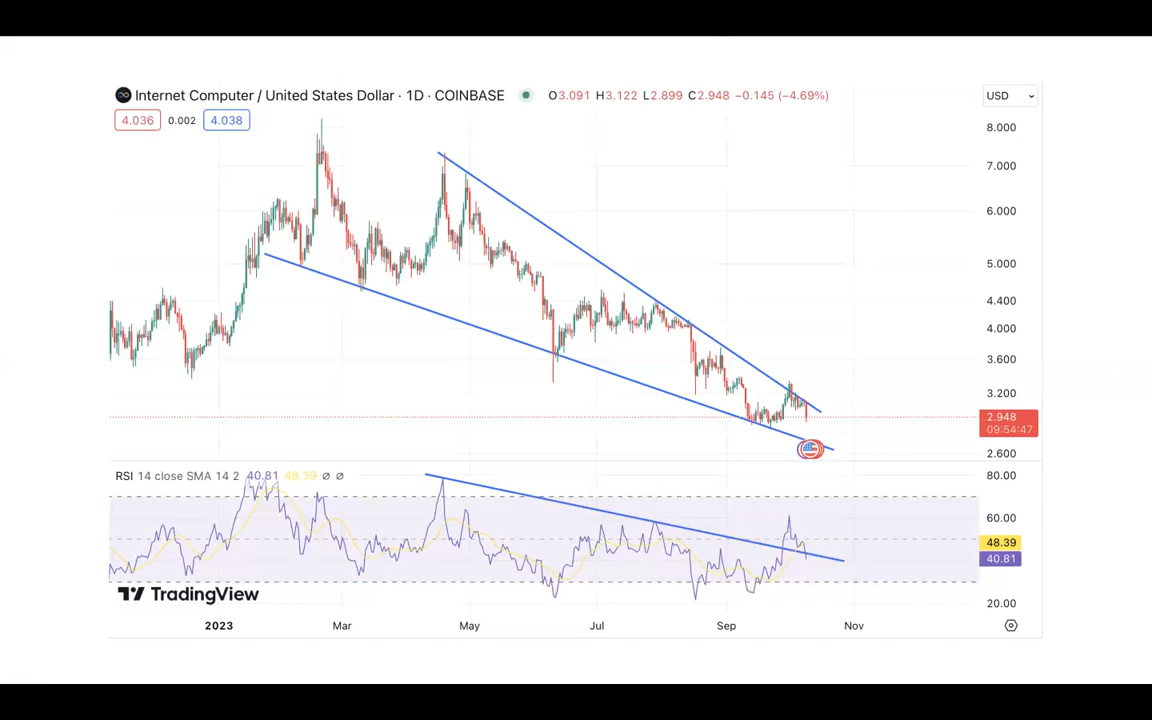 Internet Computer / United States Dollar · 1D · COINBASE O3.091 H3.122 L2.899 C2.948 −0.145 (−4.69%)
USD
4.036 0.002 4.038
8.000
7.000
6.000
5.000
4.400
4.000
3.600
3.200
2.948
09:54:47
2.600
RSI 14 close SMA 14 2 40.81 48.39 ∅ ∅
80.00
60.00
48.39
40.81
20.00
TradingView
2023 Mar May Jul Sep Nov